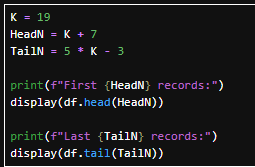 K = 19
HeadN = K + 7
TailN = 5 * K - 3
print(f"First {HeadN} records:")
display(df.head(HeadN))
print(f"Last {TailN} records:")
display(df.tail(TailN))